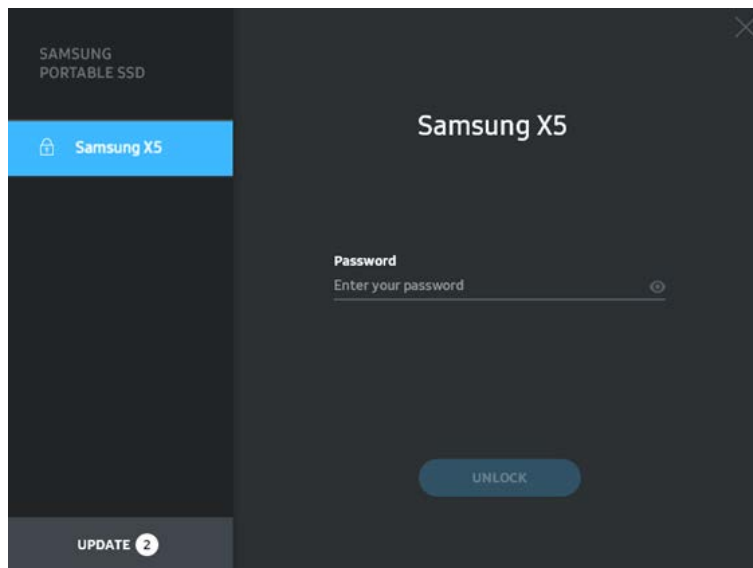 SAMSUNG
PORTABLE SSD
Samsung X5
Samsung X5
Password
Enter your password
UNLOCK
UPDATE 2